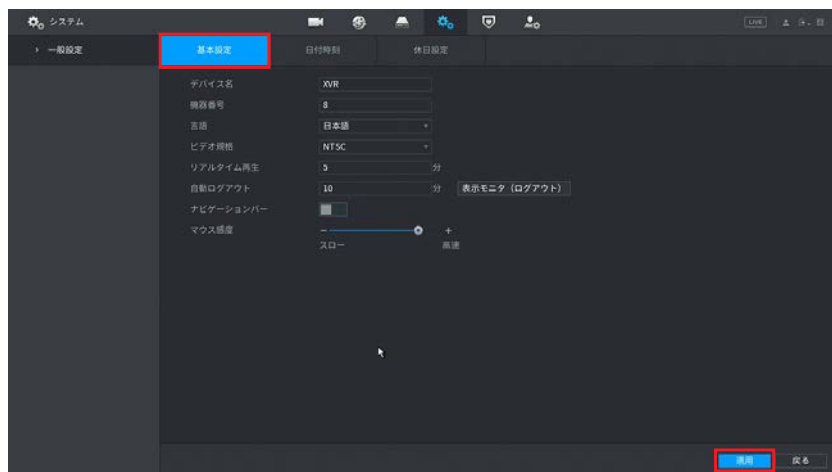 システム
LIVE
一般設定
基本設定 日付時刻 休日設定
デバイス名 XVR
機器番号 8
言語 日本語
ビデオ規格 NTSC
リアルタイム再生 5 分
自動ログアウト 10 分 表示モニタ（ログアウト）
ナビゲーションバー
マウス感度 − +
スロー 高速
適用 戻る